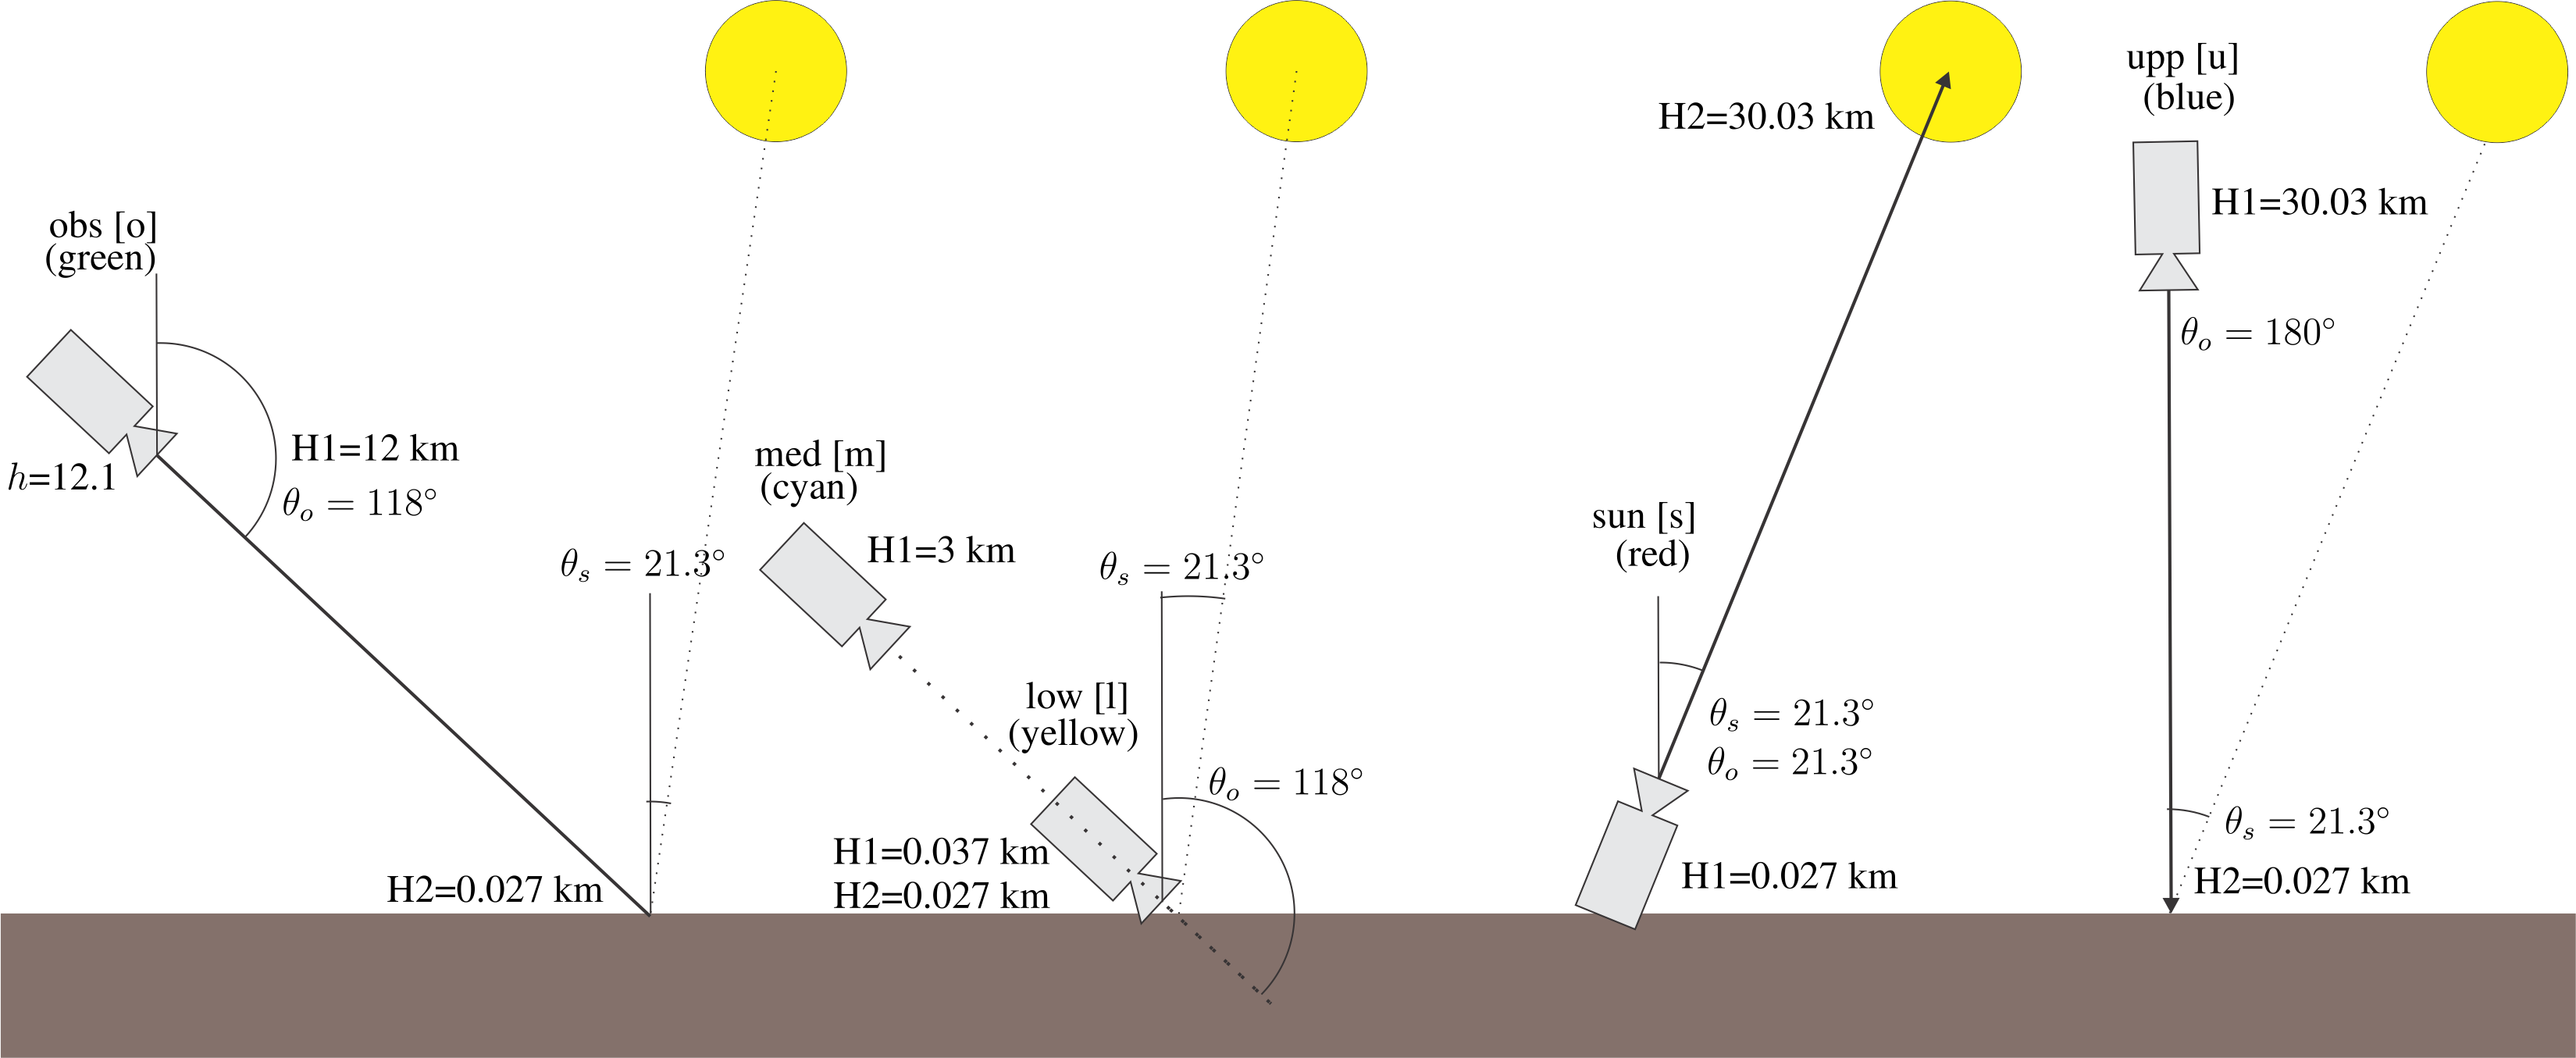 obs [o]
(green)
h=12.1
H1=12 km
θo = 118°
θs = 21.3°
H2=0.027 km
med [m]
(cyan)
H1=3 km
low [l]
(yellow)
θs = 21.3°
θo = 118°
H1=0.037 km
H2=0.027 km
H2=30.03 km
sun [s]
(red)
θs = 21.3°
θo = 21.3°
H1=0.027 km
upp [u]
(blue)
H1=30.03 km
θo = 180°
θs = 21.3°
H2=0.027 km